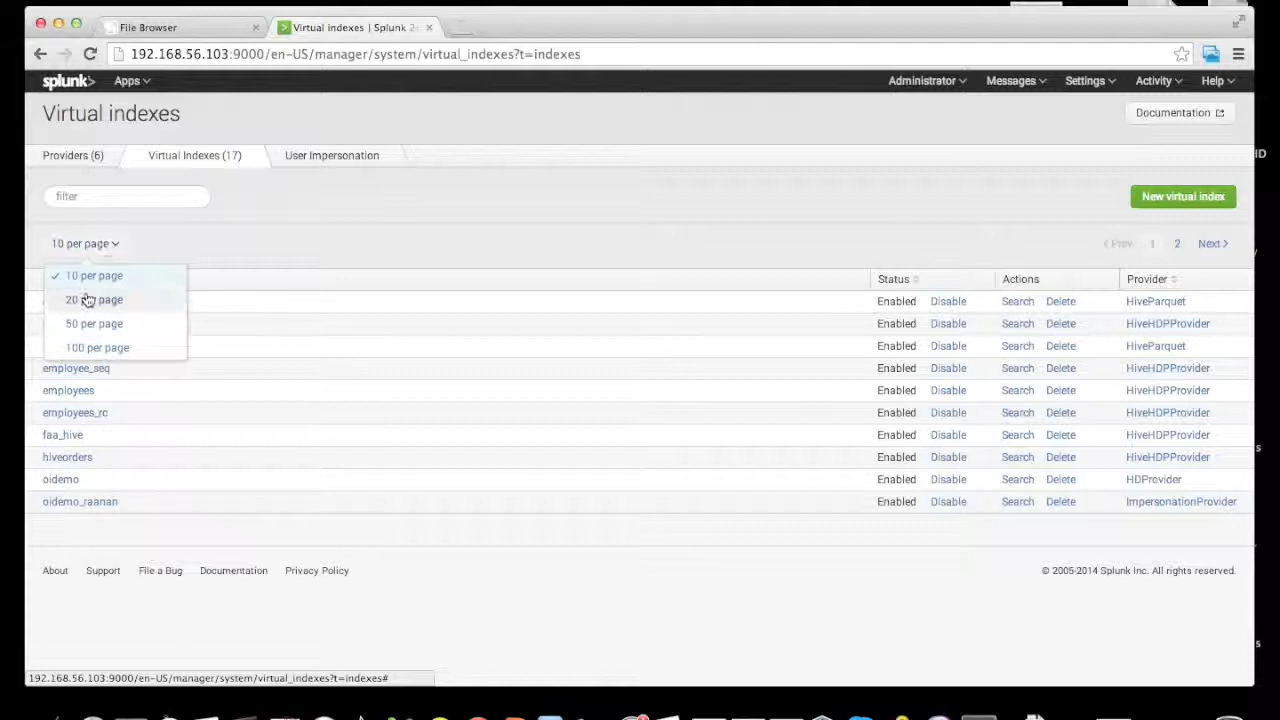 File Browser
Virtual indexes | Splunk
192.168.56.103:9000/en-US/manager/system/virtual_indexes?t=indexes
splunk> Apps Administrator Messages Settings Activity Help
Virtual indexes
Documentation
Providers (6) Virtual Indexes (17) User Impersonation
filter
New virtual index
10 per page
Prev 1 2 Next
10 per page
20 per page
50 per page
100 per page
Status Actions Provider
Enabled Disable Search Delete HiveParquet
Enabled Disable Search Delete HiveHDPProvider
Enabled Disable Search Delete HiveParquet
employee_seq Enabled Disable Search Delete HiveHDPProvider
employees Enabled Disable Search Delete HiveHDPProvider
employees_rc Enabled Disable Search Delete HiveHDPProvider
faa_hive Enabled Disable Search Delete HiveHDPProvider
hiveorders Enabled Disable Search Delete HiveHDPProvider
oidemo Enabled Disable Search Delete HDProvider
oidemo_raanan Enabled Disable Search Delete ImpersonationProvider
About Support File a Bug Documentation Privacy Policy
© 2005-2014 Splunk Inc. All rights reserved.
192.168.56.103:9000/en-US/manager/system/virtual_indexes?t=indexes#